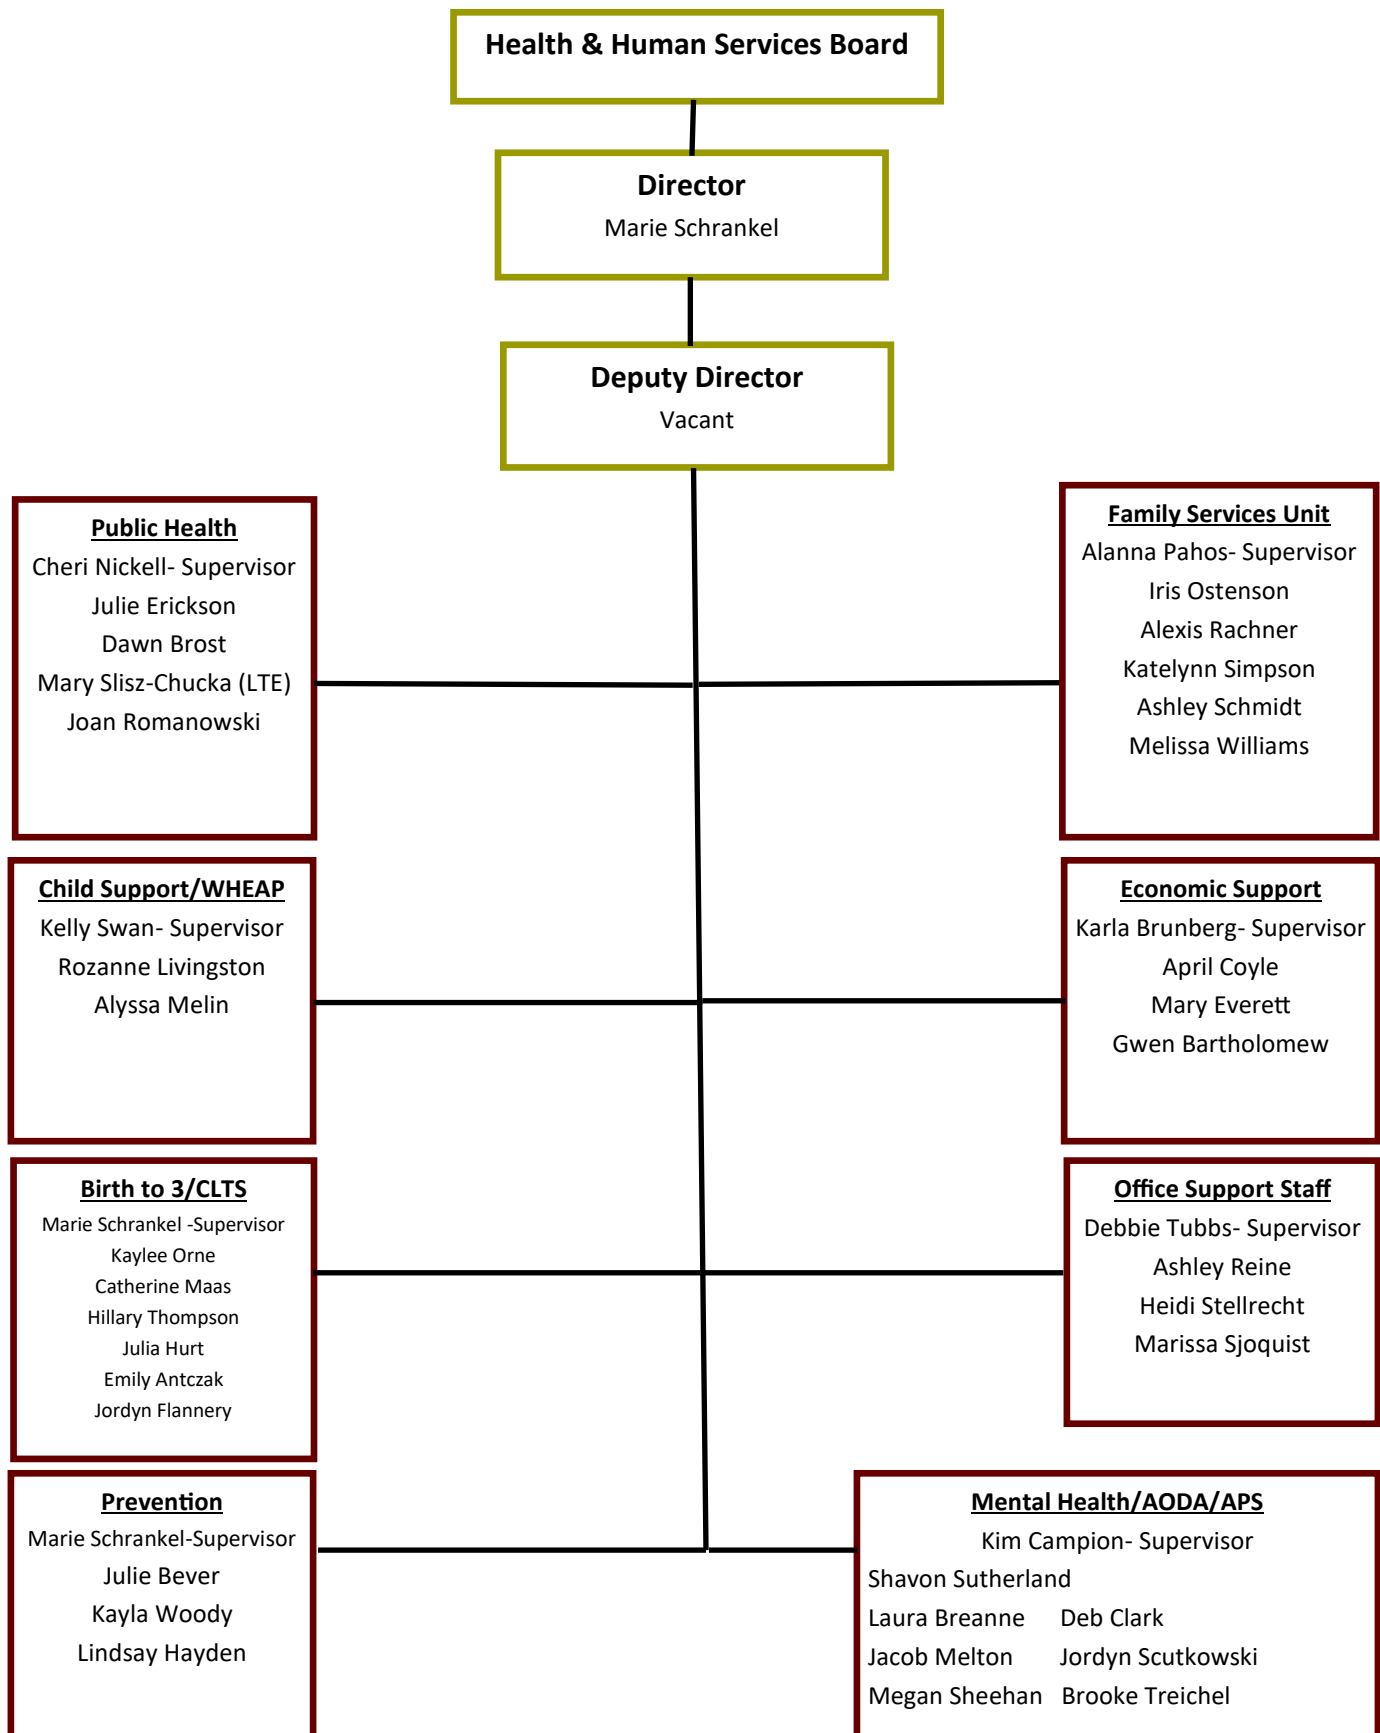 Health & Human Services Board
Director
Marie Schrankel
Deputy Director
Vacant
Public Health
Cheri Nickell- Supervisor
Julie Erickson
Dawn Brost
Mary Slisz-Chucka (LTE)
Joan Romanowski
Family Services Unit
Alanna Pahos- Supervisor
Iris Ostenson
Alexis Rachner
Katelynn Simpson
Ashley Schmidt
Melissa Williams
Child Support/WHEAP
Kelly Swan- Supervisor
Rozanne Livingston
Alyssa Melin
Economic Support
Karla Brunberg- Supervisor
April Coyle
Mary Everett
Gwen Bartholomew
Birth to 3/CLTS
Marie Schrankel -Supervisor
Kaylee Orne
Catherine Maas
Hillary Thompson
Julia Hurt
Emily Antczak
Jordyn Flannery
Office Support Staff
Debbie Tubbs- Supervisor
Ashley Reine
Heidi Stellrecht
Marissa Sjoquist
Prevention
Marie Schrankel-Supervisor
Julie Bever
Kayla Woody
Lindsay Hayden
Mental Health/AODA/APS
Kim Campion- Supervisor
Shavon Sutherland
Laura Breanne Deb Clark
Jacob Melton Jordyn Scutkowski
Megan Sheehan Brooke Treichel